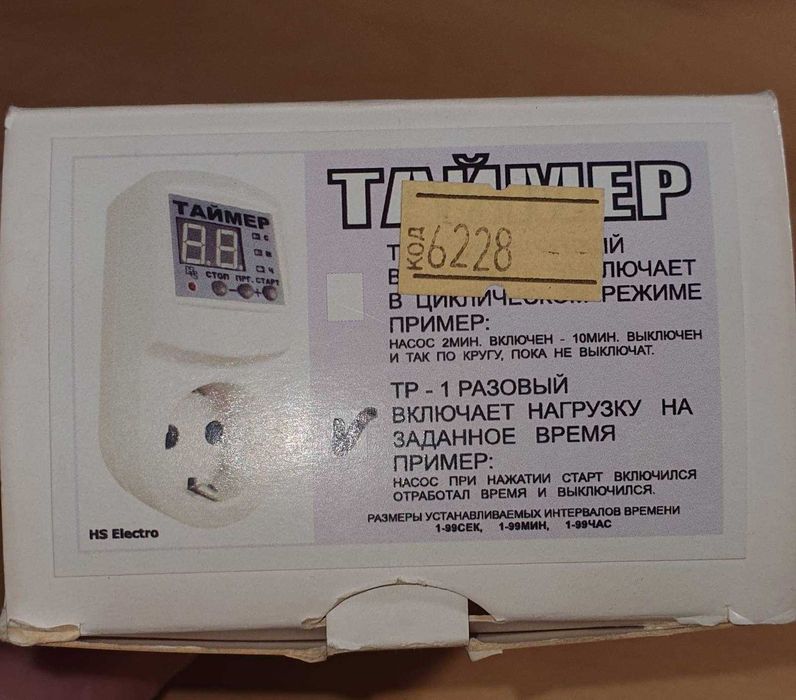 ТАЙМЕР
с
м
ч
СТОП ПРГ. СТАРТ
ТАЙМЕР
КОД 6228
В ЦИКЛИЧЕСКОМ РЕЖИМЕ
ПРИМЕР:
НАСОС 2МИН. ВКЛЮЧЕН - 10МИН. ВЫКЛЮЧЕН
И ТАК ПО КРУГУ, ПОКА НЕ ВЫКЛЮЧАТ.
ТР - 1 РАЗОВЫЙ
ВКЛЮЧАЕТ НАГРУЗКУ НА
ЗАДАННОЕ ВРЕМЯ
ПРИМЕР:
НАСОС ПРИ НАЖАТИИ СТАРТ ВКЛЮЧИЛСЯ
ОТРАБОТАЛ ВРЕМЯ И ВЫКЛЮЧИЛСЯ.
РАЗМЕРЫ УСТАНАВЛИВАЕМЫХ ИНТЕРВАЛОВ ВРЕМЕНИ
1-99СЕК, 1-99МИН, 1-99ЧАС
HS Electro